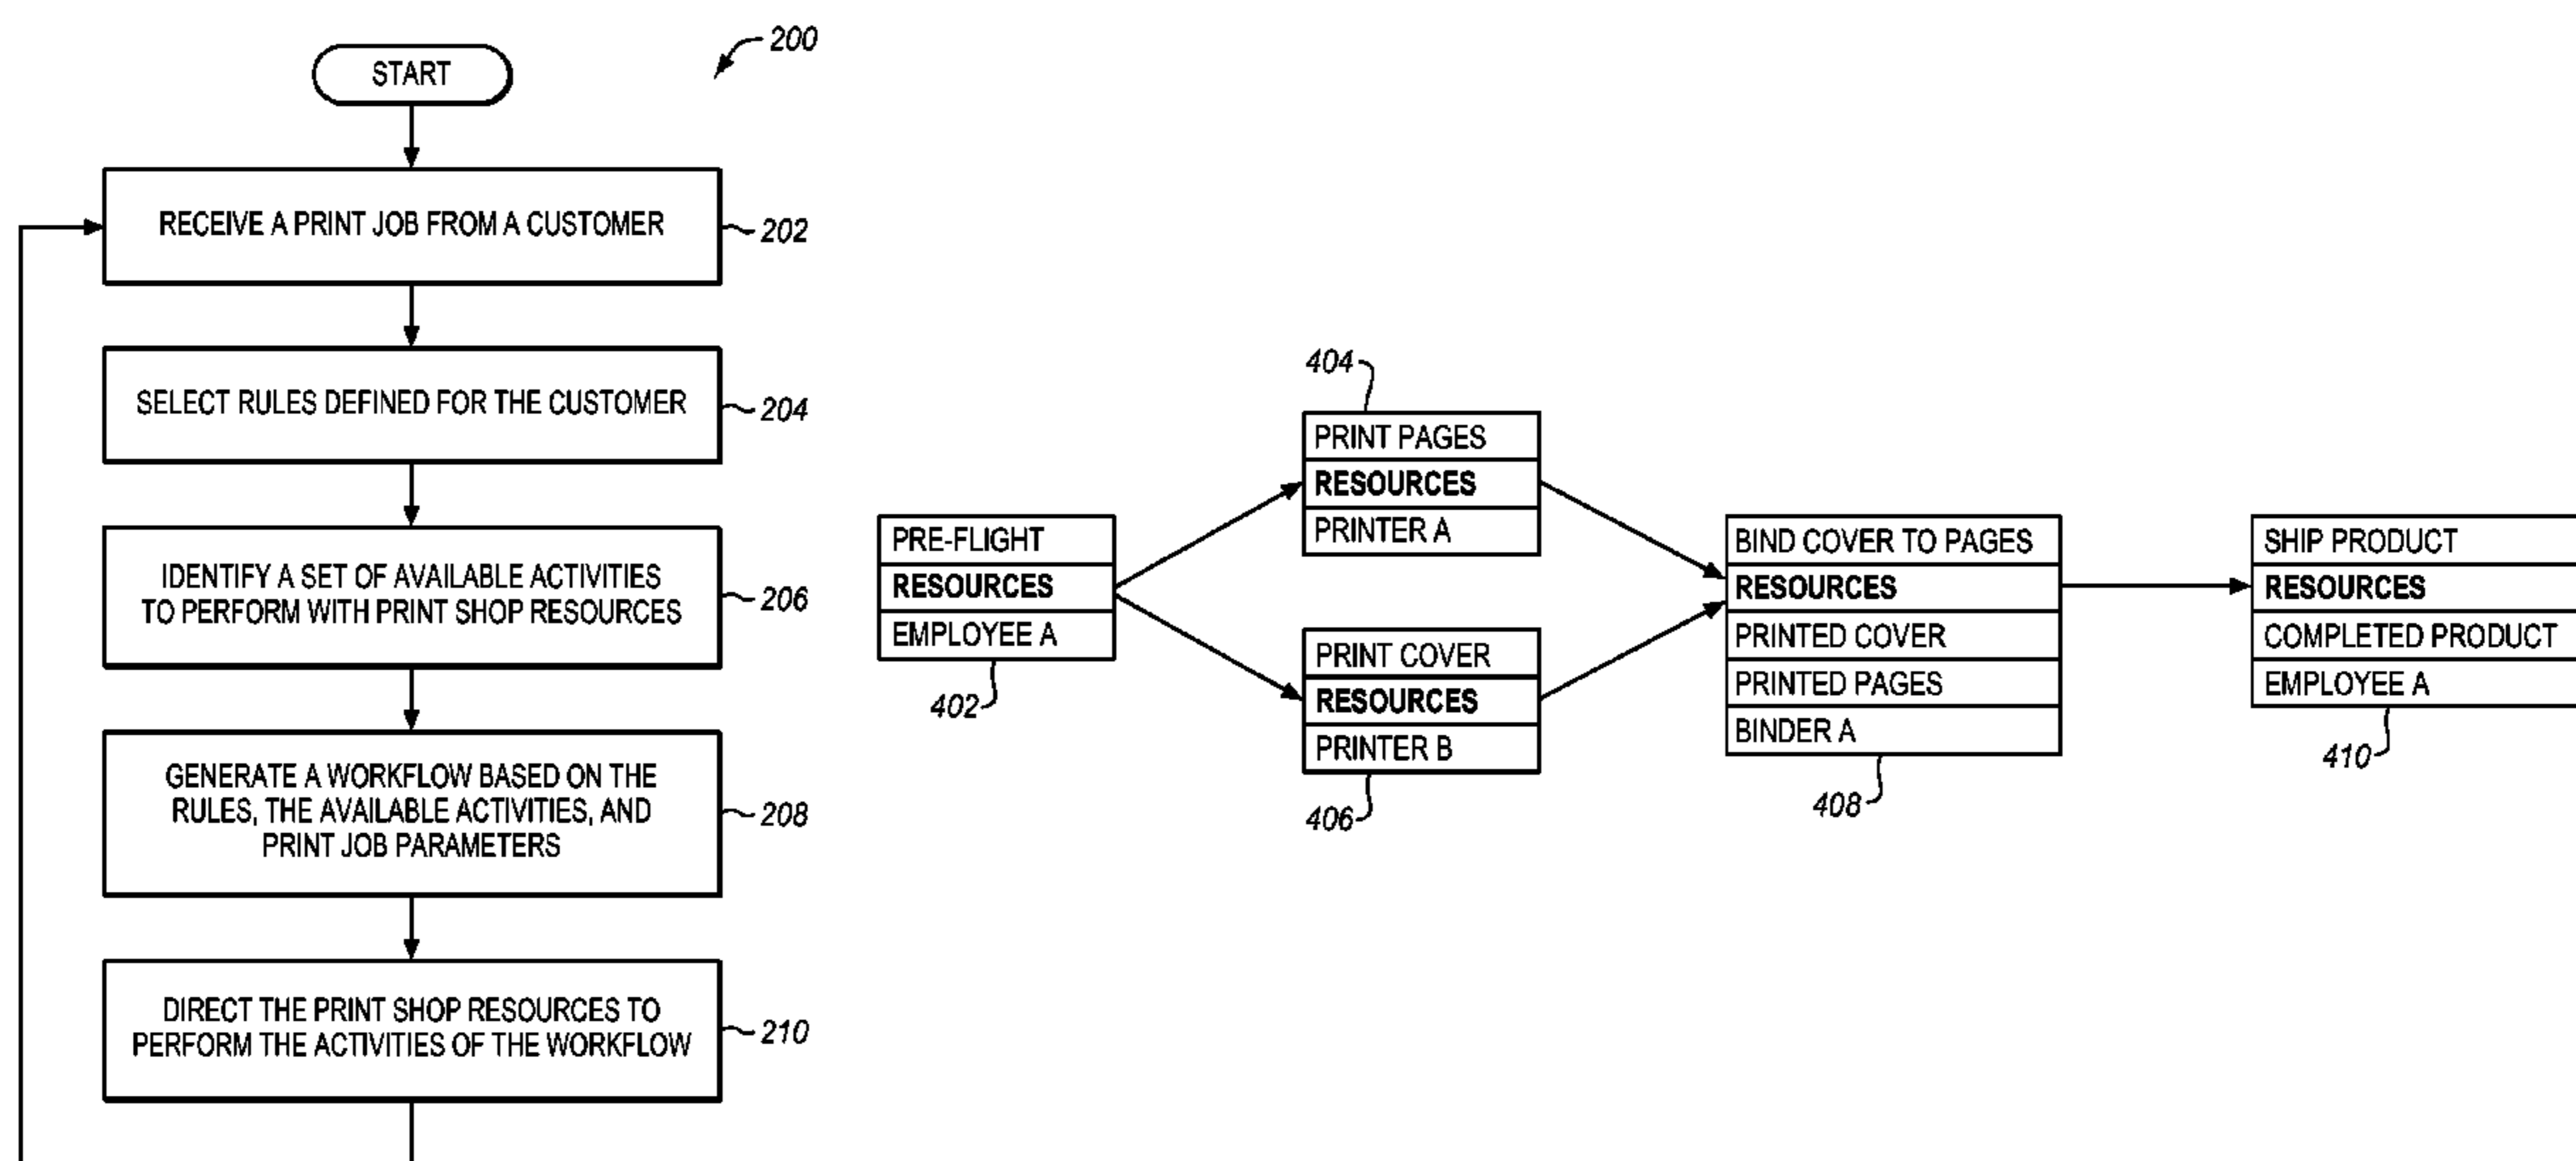 200
START
RECEIVE A PRINT JOB FROM A CUSTOMER
202
SELECT RULES DEFINED FOR THE CUSTOMER
204
IDENTIFY A SET OF AVAILABLE ACTIVITIES
TO PERFORM WITH PRINT SHOP RESOURCES
206
GENERATE A WORKFLOW BASED ON THE
RULES, THE AVAILABLE ACTIVITIES, AND
PRINT JOB PARAMETERS
208
DIRECT THE PRINT SHOP RESOURCES TO
PERFORM THE ACTIVITIES OF THE WORKFLOW
210
PRE-FLIGHT
RESOURCES
EMPLOYEE A
402
404
PRINT PAGES
RESOURCES
PRINTER A
PRINT COVER
RESOURCES
PRINTER B
406
BIND COVER TO PAGES
RESOURCES
PRINTED COVER
PRINTED PAGES
BINDER A
408
SHIP PRODUCT
RESOURCES
COMPLETED PRODUCT
EMPLOYEE A
410